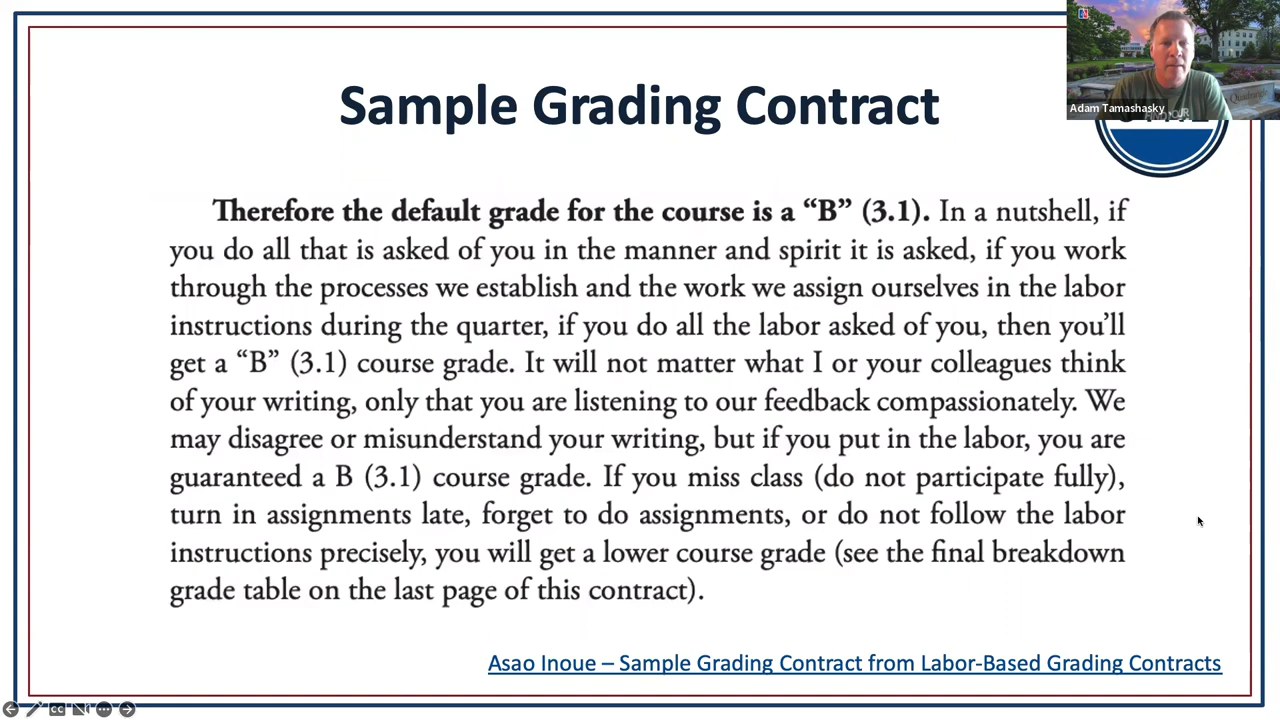 Sample Grading Contract
Adam Tamashasky
Quadrangle
Therefore the default grade for the course is a “B” (3.1). In a nutshell, if
you do all that is asked of you in the manner and spirit it is asked, if you work
through the processes we establish and the work we assign ourselves in the labor
instructions during the quarter, if you do all the labor asked of you, then you’ll
get a “B” (3.1) course grade. It will not matter what I or your colleagues think
of your writing, only that you are listening to our feedback compassionately. We
may disagree or misunderstand your writing, but if you put in the labor, you are
guaranteed a B (3.1) course grade. If you miss class (do not participate fully),
turn in assignments late, forget to do assignments, or do not follow the labor
instructions precisely, you will get a lower course grade (see the final breakdown
grade table on the last page of this contract).
Asao Inoue – Sample Grading Contract from Labor-Based Grading Contracts
CC